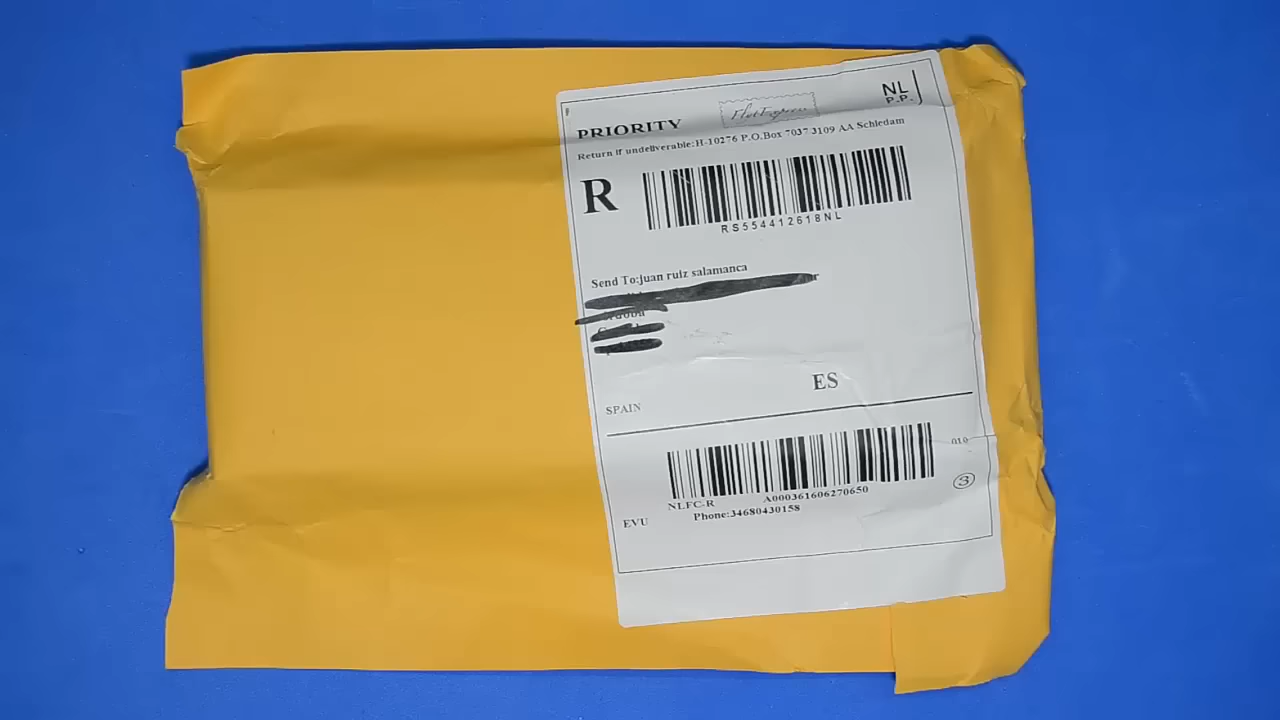 NL
P.P.
FlytExpress
PRIORITY
Return if undeliverable:H-10276 P.O.Box 7037 3109 AA Schiedam
R
RS554412618NL
Send To:juan ruiz salamanca
ES
SPAIN
010
3
NLFC-R A000361606270650
EVU Phone:34680430158